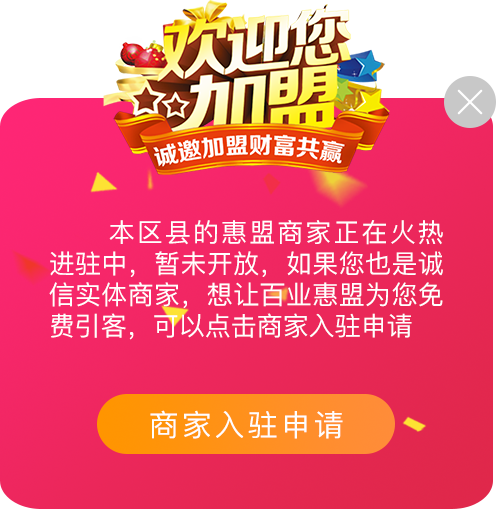 欢迎您
加盟
诚邀加盟财富共赢
本区县的惠盟商家正在火热
进驻中，暂未开放，如果您也是诚
信实体商家，想让百业惠盟为您免
费引客，可以点击商家入驻申请
商家入驻申请